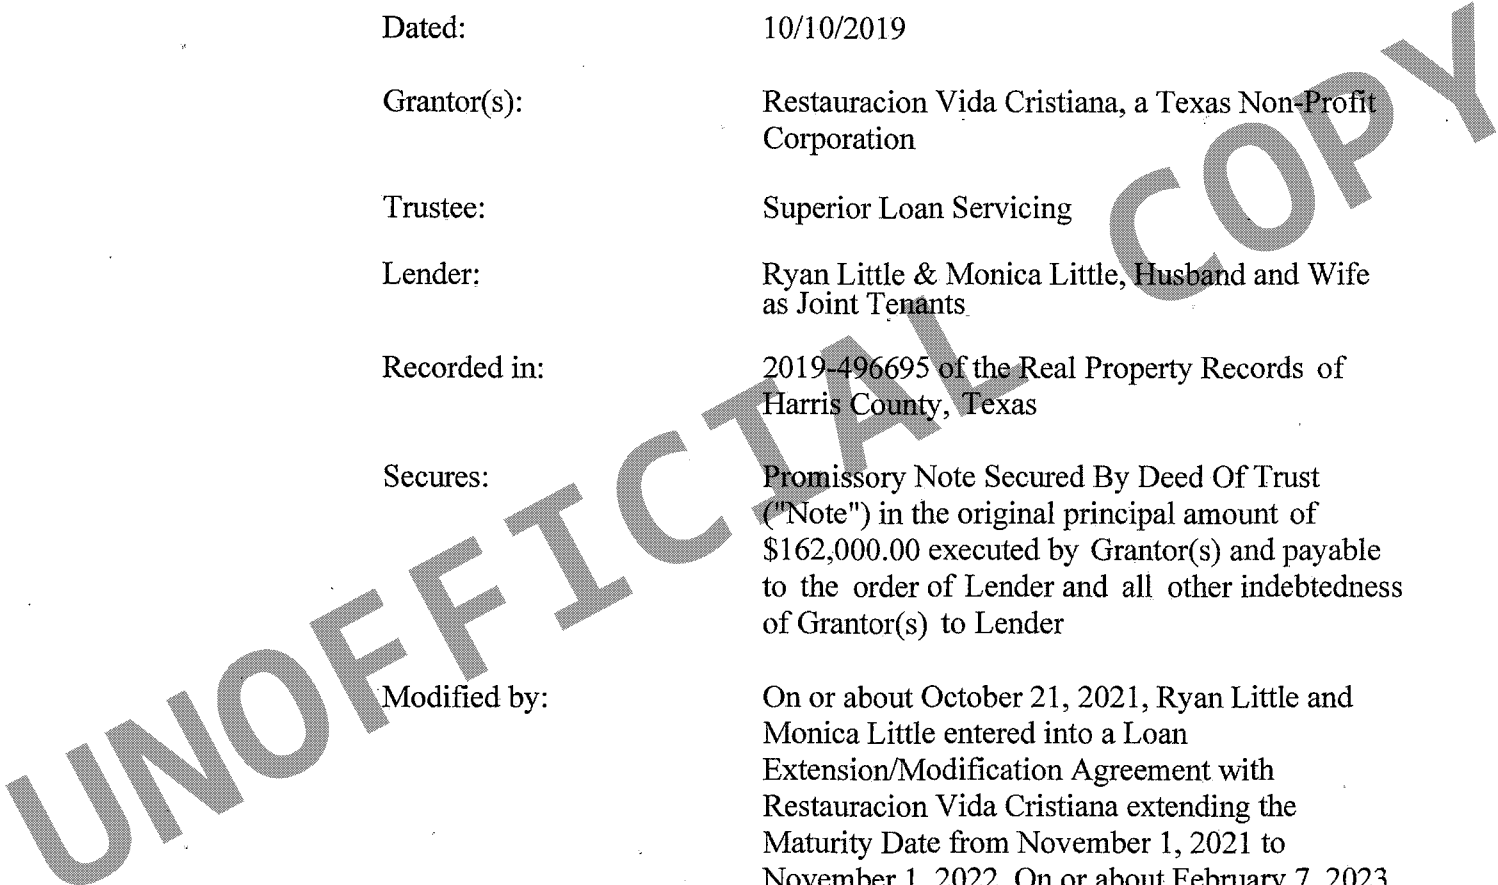 Dated: 10/10/2019
Grantor(s): Restauracion Vida Cristiana, a Texas Non-Profit
Corporation
Trustee: Superior Loan Servicing
Lender: Ryan Little & Monica Little, Husband and Wife
as Joint Tenants
Recorded in: 2019-496695 of the Real Property Records of
Harris County, Texas
Secures: Promissory Note Secured By Deed Of Trust
("Note") in the original principal amount of
$162,000.00 executed by Grantor(s) and payable
to the order of Lender and all other indebtedness
of Grantor(s) to Lender
Modified by: On or about October 21, 2021, Ryan Little and
Monica Little entered into a Loan
Extension/Modification Agreement with
Restauracion Vida Cristiana extending the
Maturity Date from November 1, 2021 to
November 1, 2022. On or about February 7, 2023
UNOFFICIAL COPY